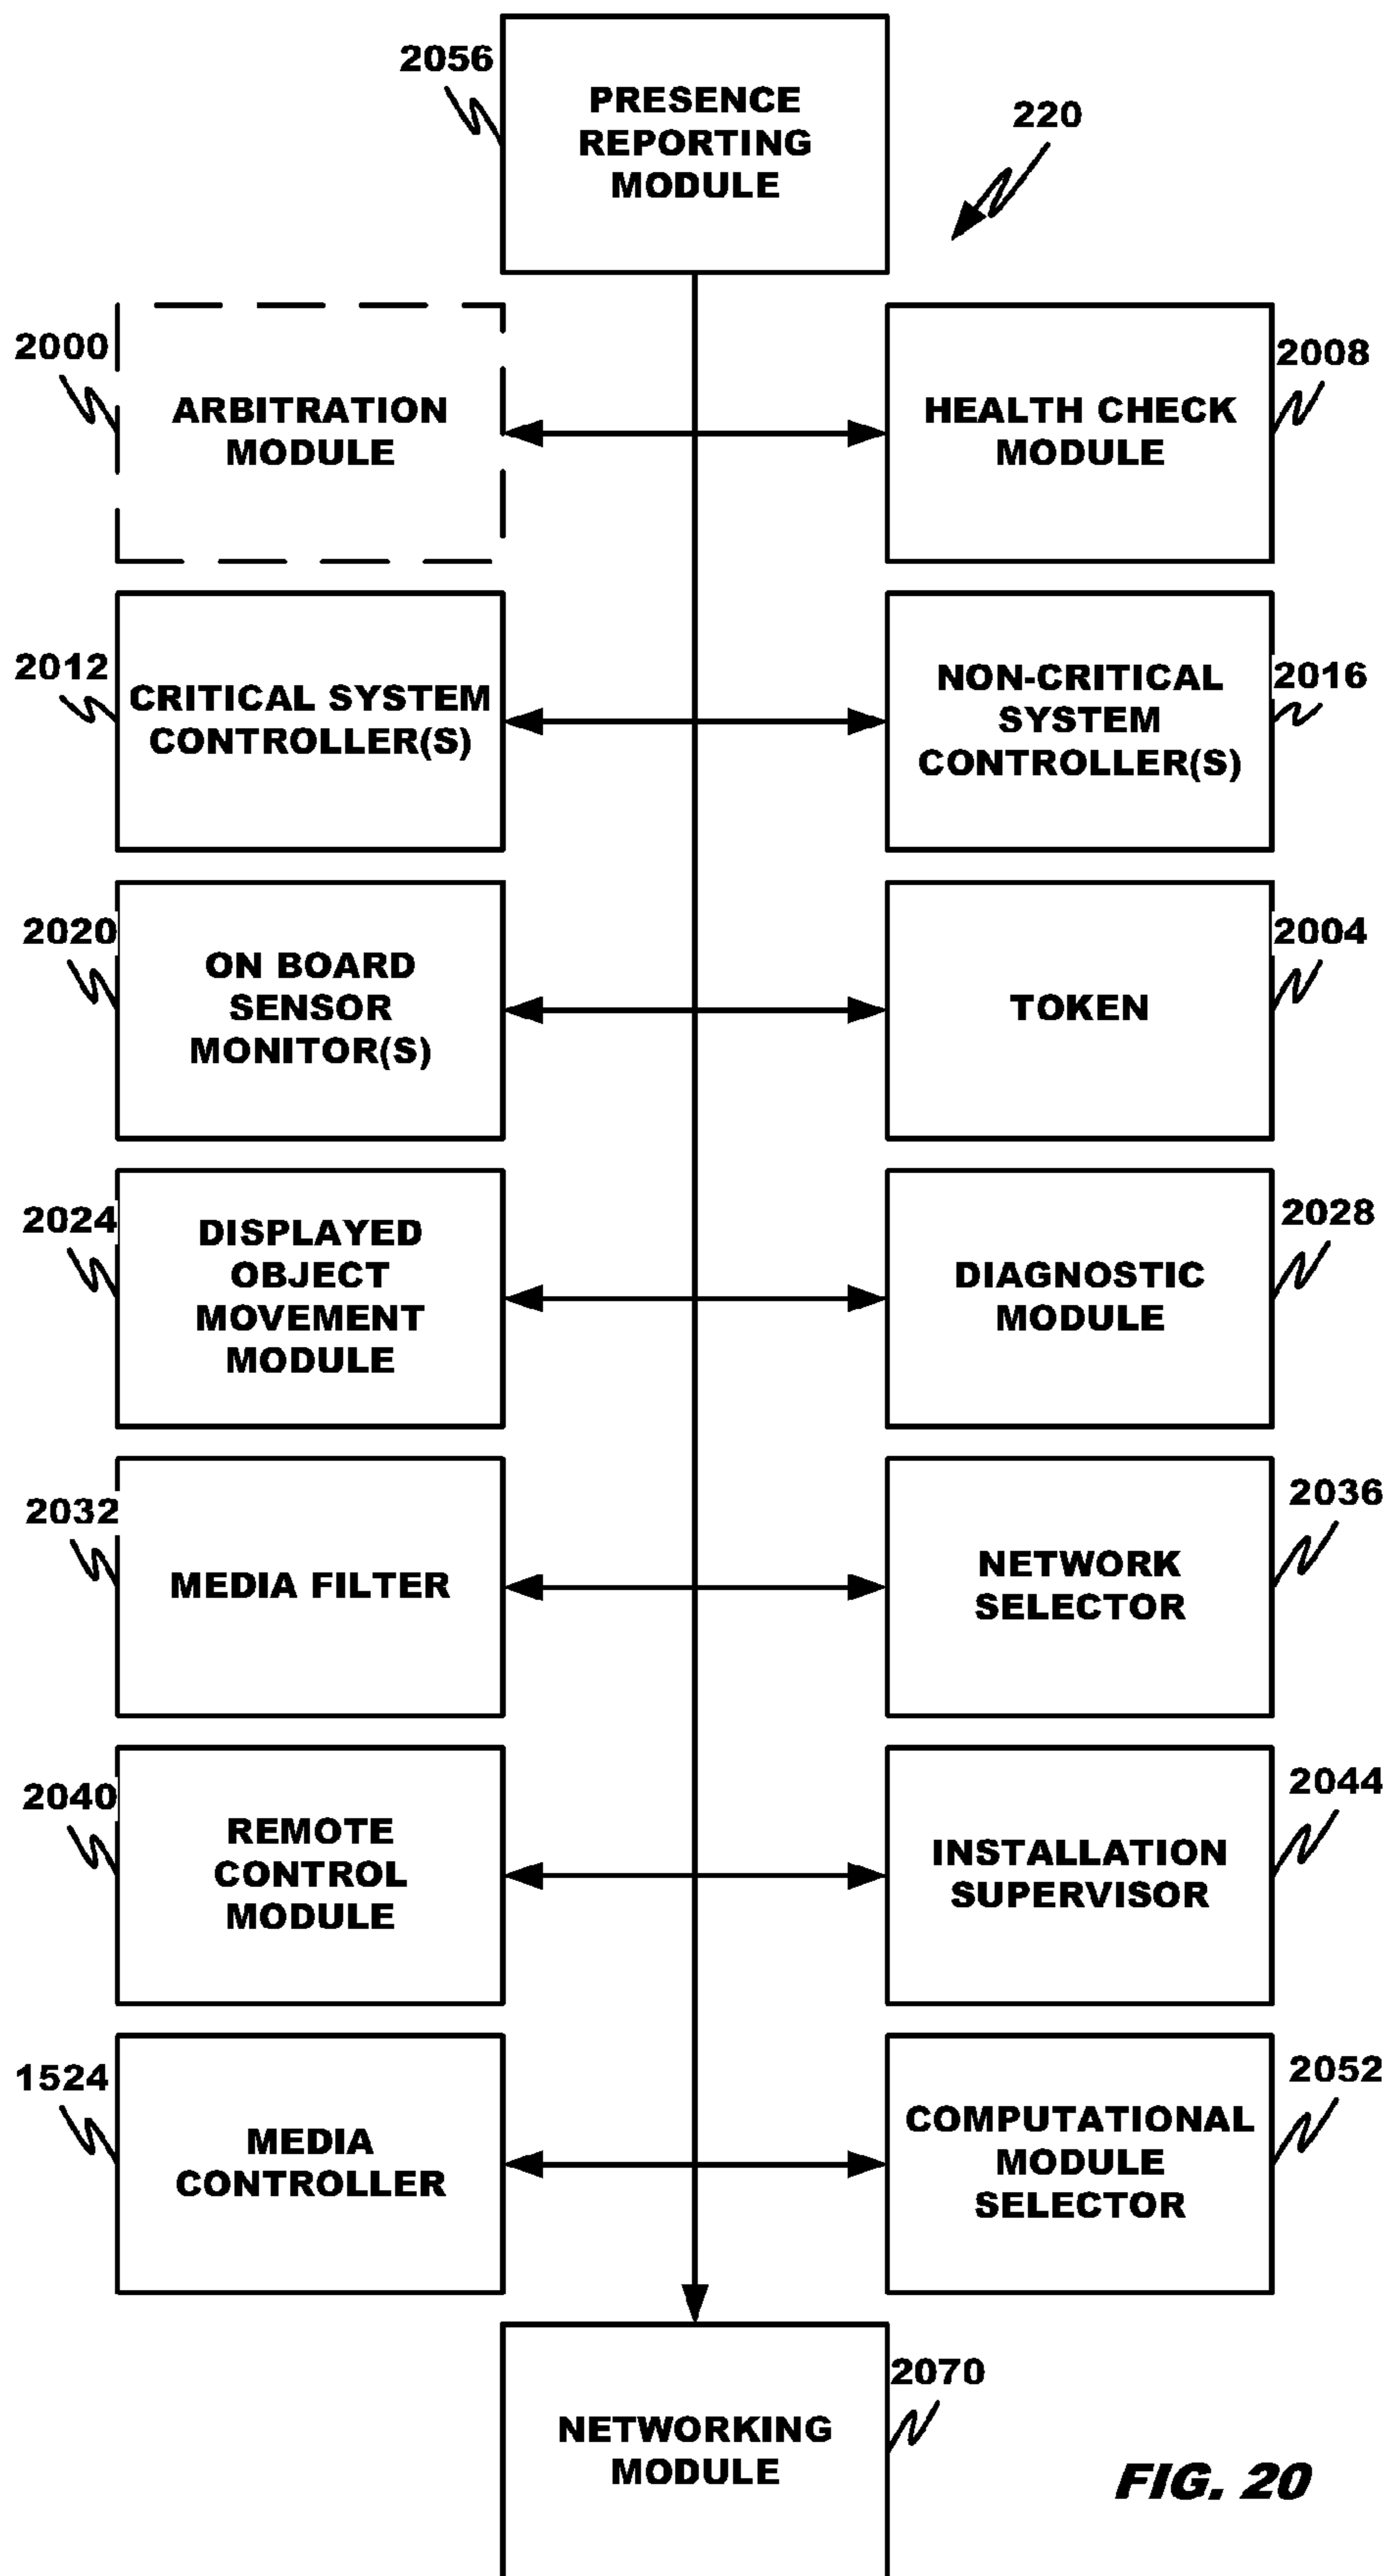 2056
PRESENCE
REPORTING
MODULE
220
2000
ARBITRATION
MODULE
HEALTH CHECK
MODULE
2008
2012
CRITICAL SYSTEM
CONTROLLER(S)
NON-CRITICAL
SYSTEM
CONTROLLER(S)
2016
2020
ON BOARD
SENSOR
MONITOR(S)
TOKEN
2004
2024
DISPLAYED
OBJECT
MOVEMENT
MODULE
DIAGNOSTIC
MODULE
2028
2032
MEDIA FILTER
NETWORK
SELECTOR
2036
2040
REMOTE
CONTROL
MODULE
INSTALLATION
SUPERVISOR
2044
1524
MEDIA
CONTROLLER
COMPUTATIONAL
MODULE
SELECTOR
2052
NETWORKING
MODULE
2070
FIG. 20